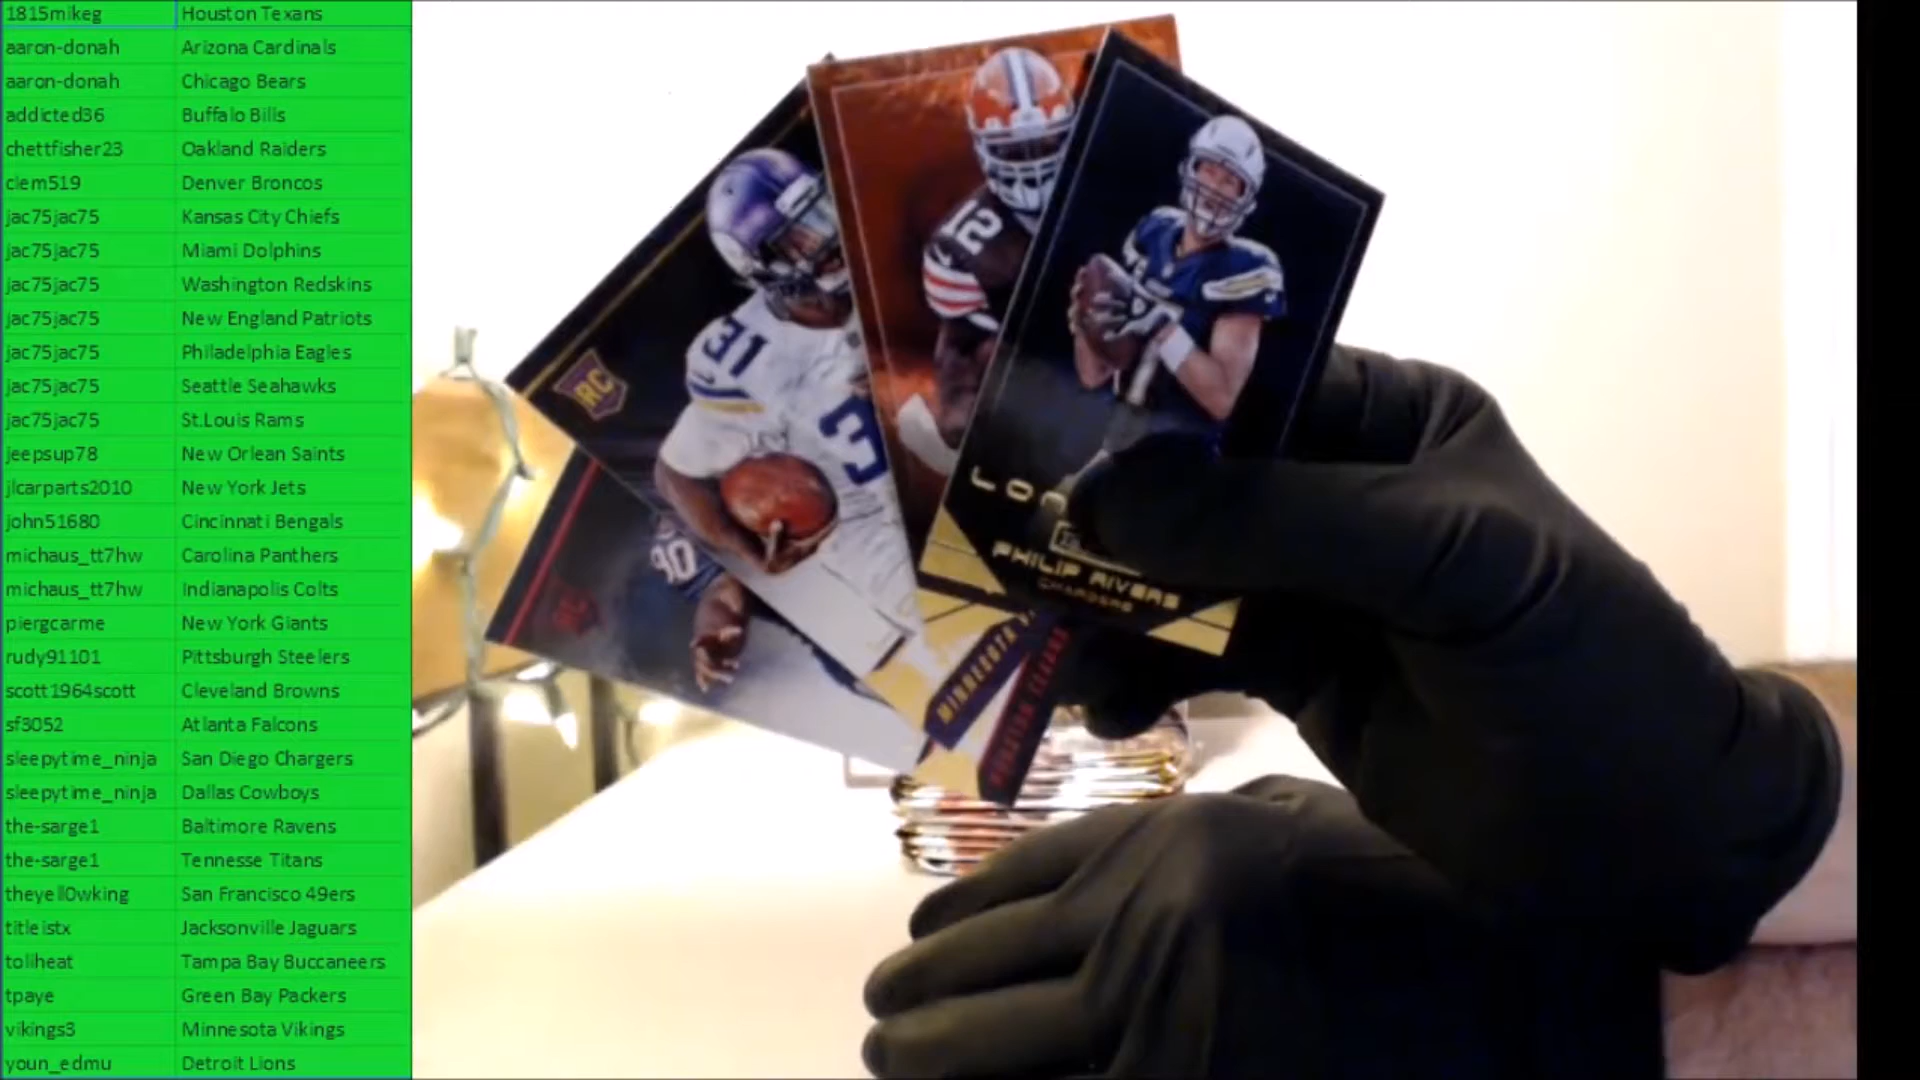 1815mikeg Houston Texans
aaron-donah Arizona Cardinals
aaron-donah Chicago Bears
addicted36 Buffalo Bills
chettfisher23 Oakland Raiders
clem519 Denver Broncos
jac75jac75 Kansas City Chiefs
jac75jac75 Miami Dolphins
jac75jac75 Washington Redskins
jac75jac75 New England Patriots
jac75jac75 Philadelphia Eagles
jac75jac75 Seattle Seahawks
jac75jac75 St.Louis Rams
jeepsup78 New Orlean Saints
jlcarparts2010 New York Jets
john51680 Cincinnati Bengals
michaus_tt7hw Carolina Panthers
michaus_tt7hw Indianapolis Colts
piergcarme New York Giants
rudy91101 Pittsburgh Steelers
scott1964scott Cleveland Browns
sf3052 Atlanta Falcons
sleepytime_ninja San Diego Chargers
sleepytime_ninja Dallas Cowboys
the-sarge1 Baltimore Ravens
the-sarge1 Tennesse Titans
theyell0wking San Francisco 49ers
titleistx Jacksonville Jaguars
toliheat Tampa Bay Buccaneers
tpaye Green Bay Packers
vikings3 Minnesota Vikings
youn_edmu Detroit Lions
RC
31
3
12
RC
PHILIP RIVERS
CHARGERS
MINNESOTA
HOUSTON TEXANS